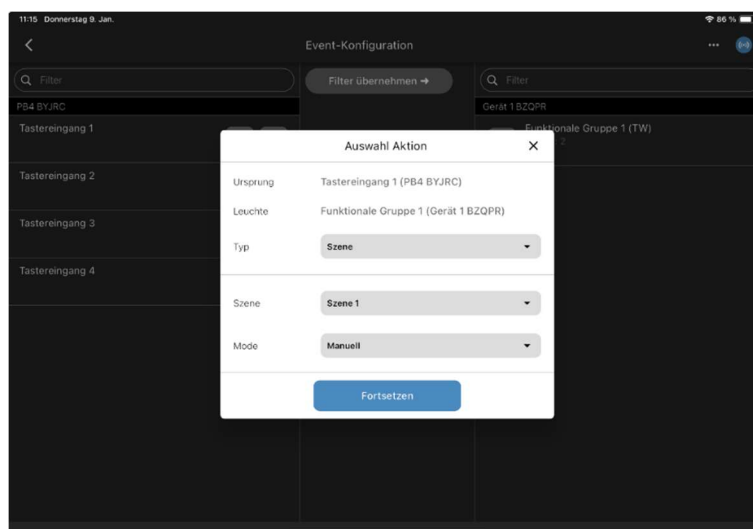 11:15 Donnerstag 9. Jan.
86 %
Event-Konfiguration
Filter
Filter übernehmen ➔
Filter
PB4 BYJRC
Gerät 1 BZQPR
Tastereingang 1
Funktionale Gruppe 1 (TW)
Z
Tastereingang 2
Tastereingang 3
Tastereingang 4
Auswahl Aktion
Ursprung Tastereingang 1 (PB4 BYJRC)
Leuchte Funktionale Gruppe 1 (Gerät 1 BZQPR)
Typ Szene
Szene Szene 1
Mode Manuell
Fortsetzen